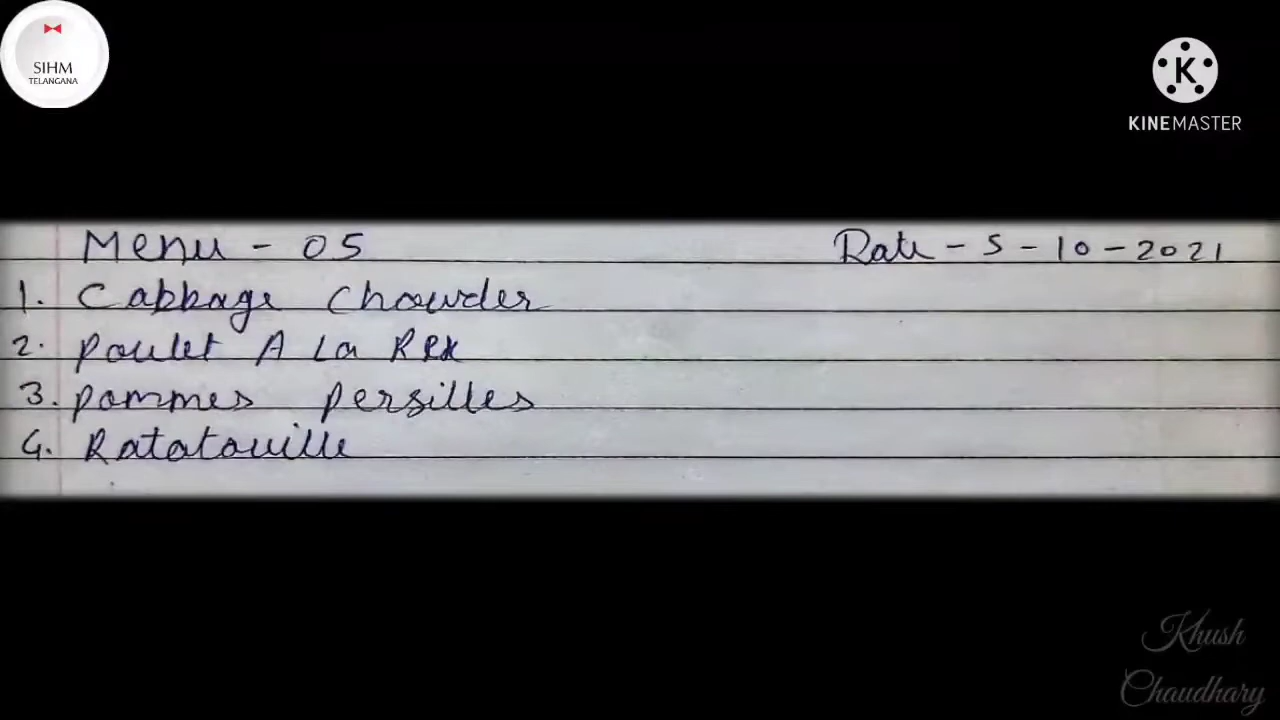 SIHM
TELANGANA
KINEMASTER
Menu - 05 Date - 5 - 10 - 2021
1. Cabbage Chowder
2. Poulet A La Rex
3. Pommes Persilles
4. Ratatouille
Khush
Chaudhary